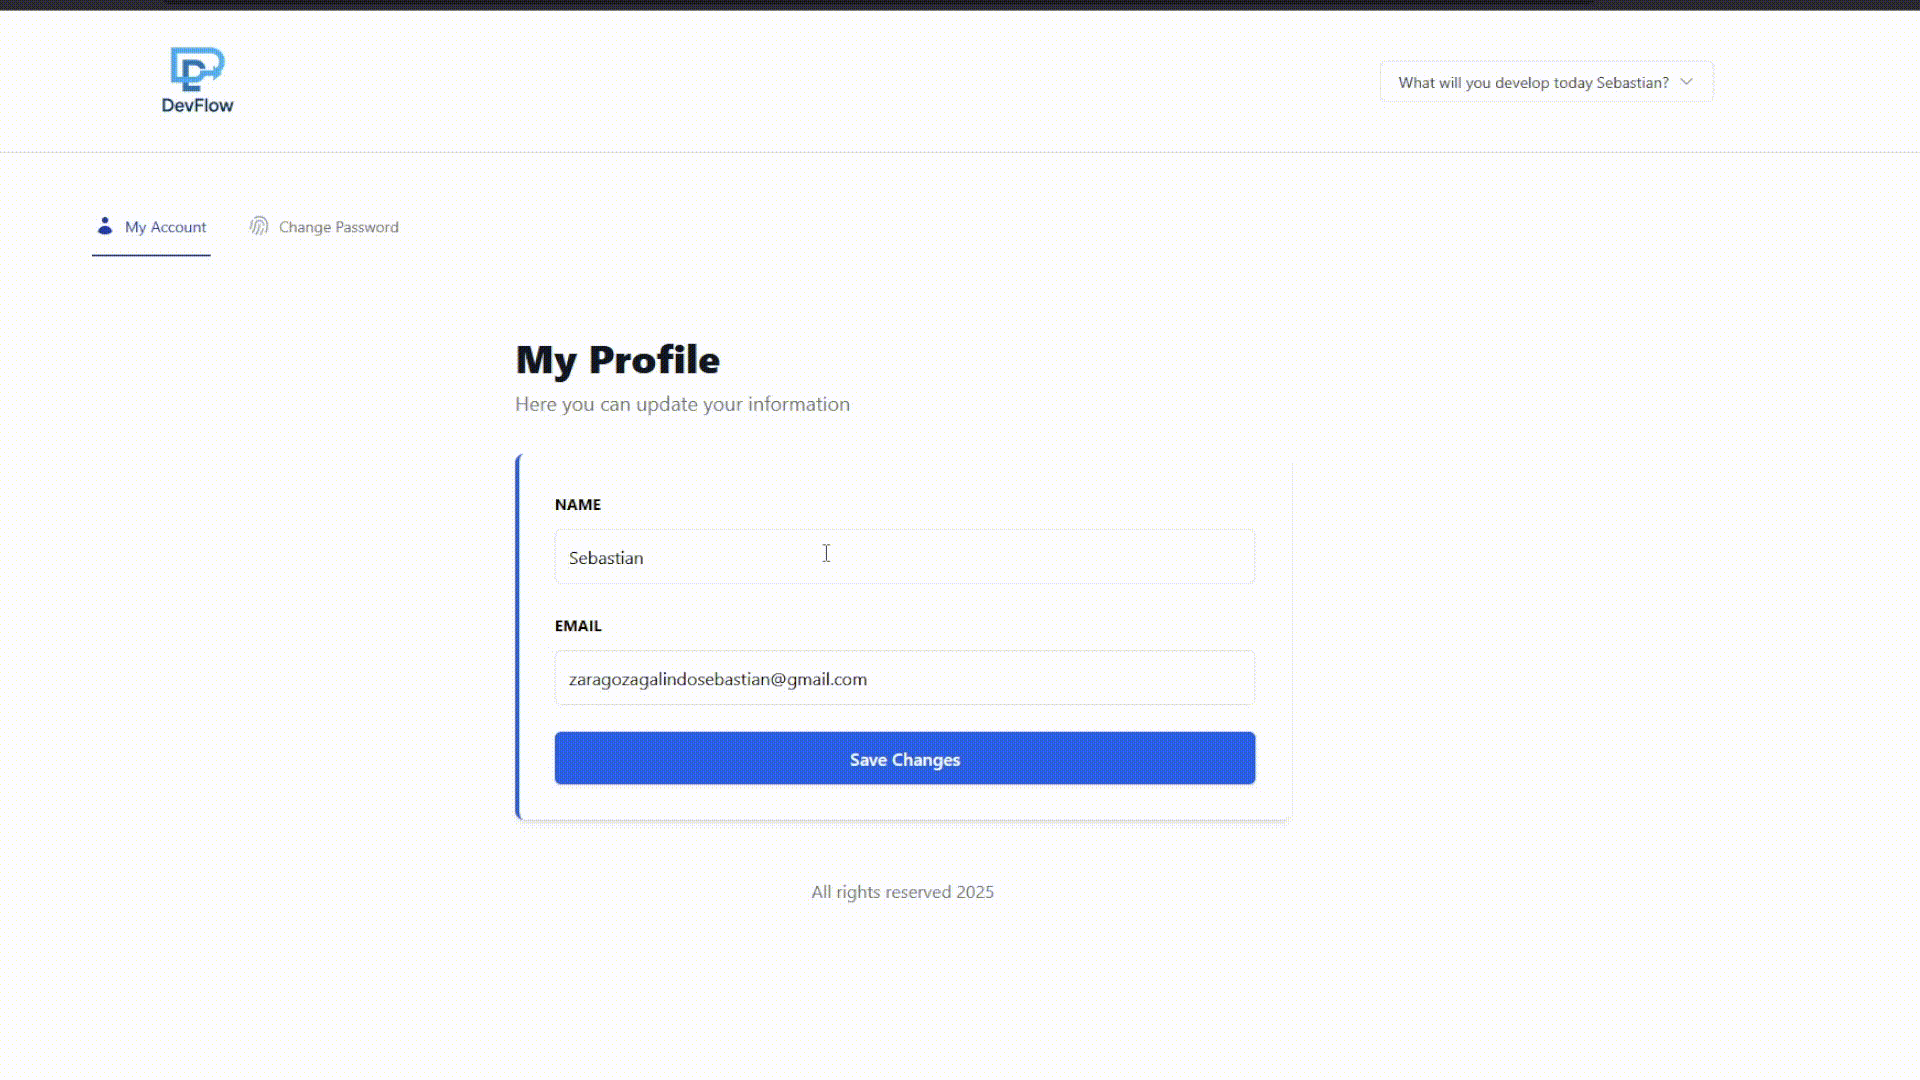 DevFlow
What will you develop today Sebastian?
My Account
Change Password
My Profile
Here you can update your information
NAME
Sebastian
EMAIL
zaragozagalindosebastian@gmail.com
Save Changes
All rights reserved 2025